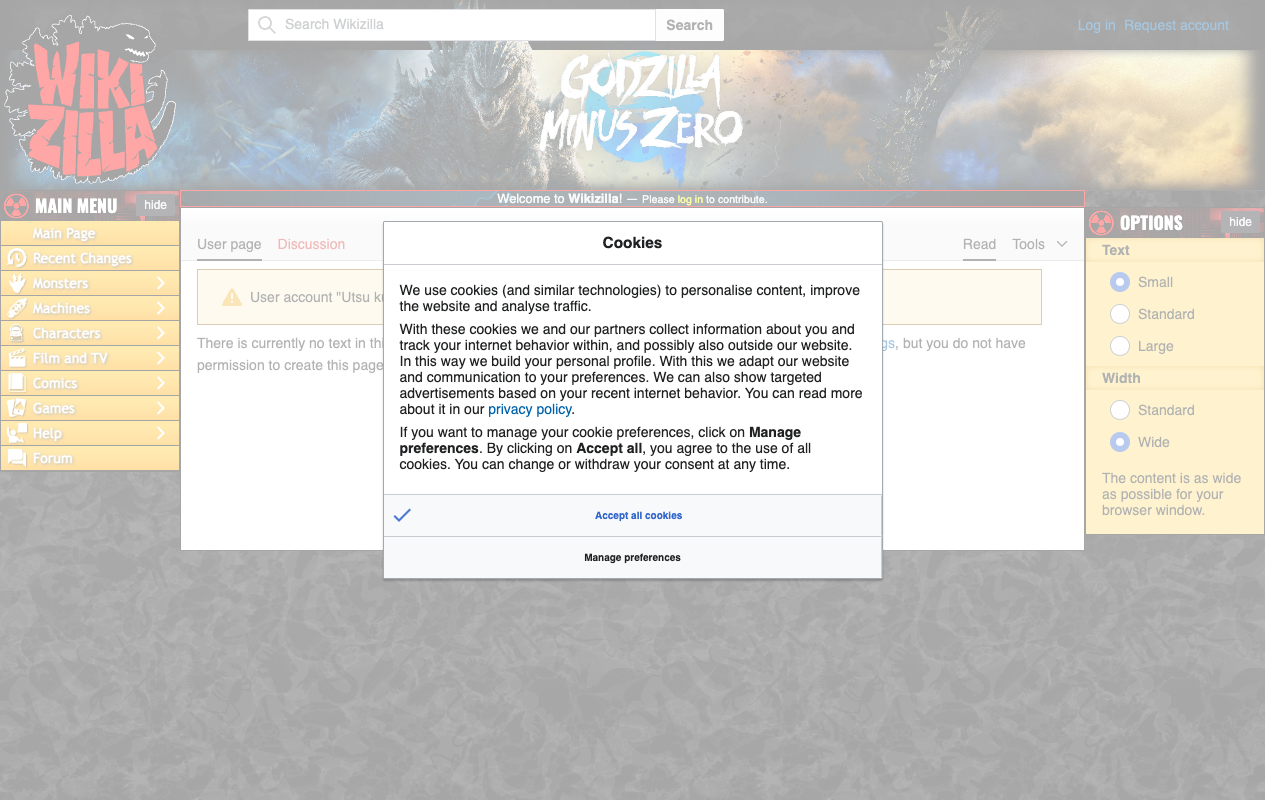 Search Wikizilla
Search
Log in
Request account
WIKI
ZILLA
GODZILLA
MINUS ZERO
MAIN MENU
hide
Main Page
Recent Changes
Monsters
Machines
Characters
Film and TV
Comics
Games
Help
Forum
Welcome to Wikizilla! — Please log in to contribute.
User page
Discussion
Read
Tools
User account "Utsu
There is currently no text in
gs, but you do not have
permission to create this page
Cookies
We use cookies (and similar technologies) to personalise content, improve
the website and analyse traffic.
With these cookies we and our partners collect information about you and
track your internet behavior within, and possibly also outside our website.
In this way we build your personal profile. With this we adapt our website
and communication to your preferences. We can also show targeted
advertisements based on your recent internet behavior. You can read more
about it in our privacy policy.
If you want to manage your cookie preferences, click on Manage
preferences. By clicking on Accept all, you agree to the use of all
cookies. You can change or withdraw your consent at any time.
Accept all cookies
Manage preferences
OPTIONS
hide
Text
Small
Standard
Large
Width
Standard
Wide
The content is as wide
as possible for your
browser window.